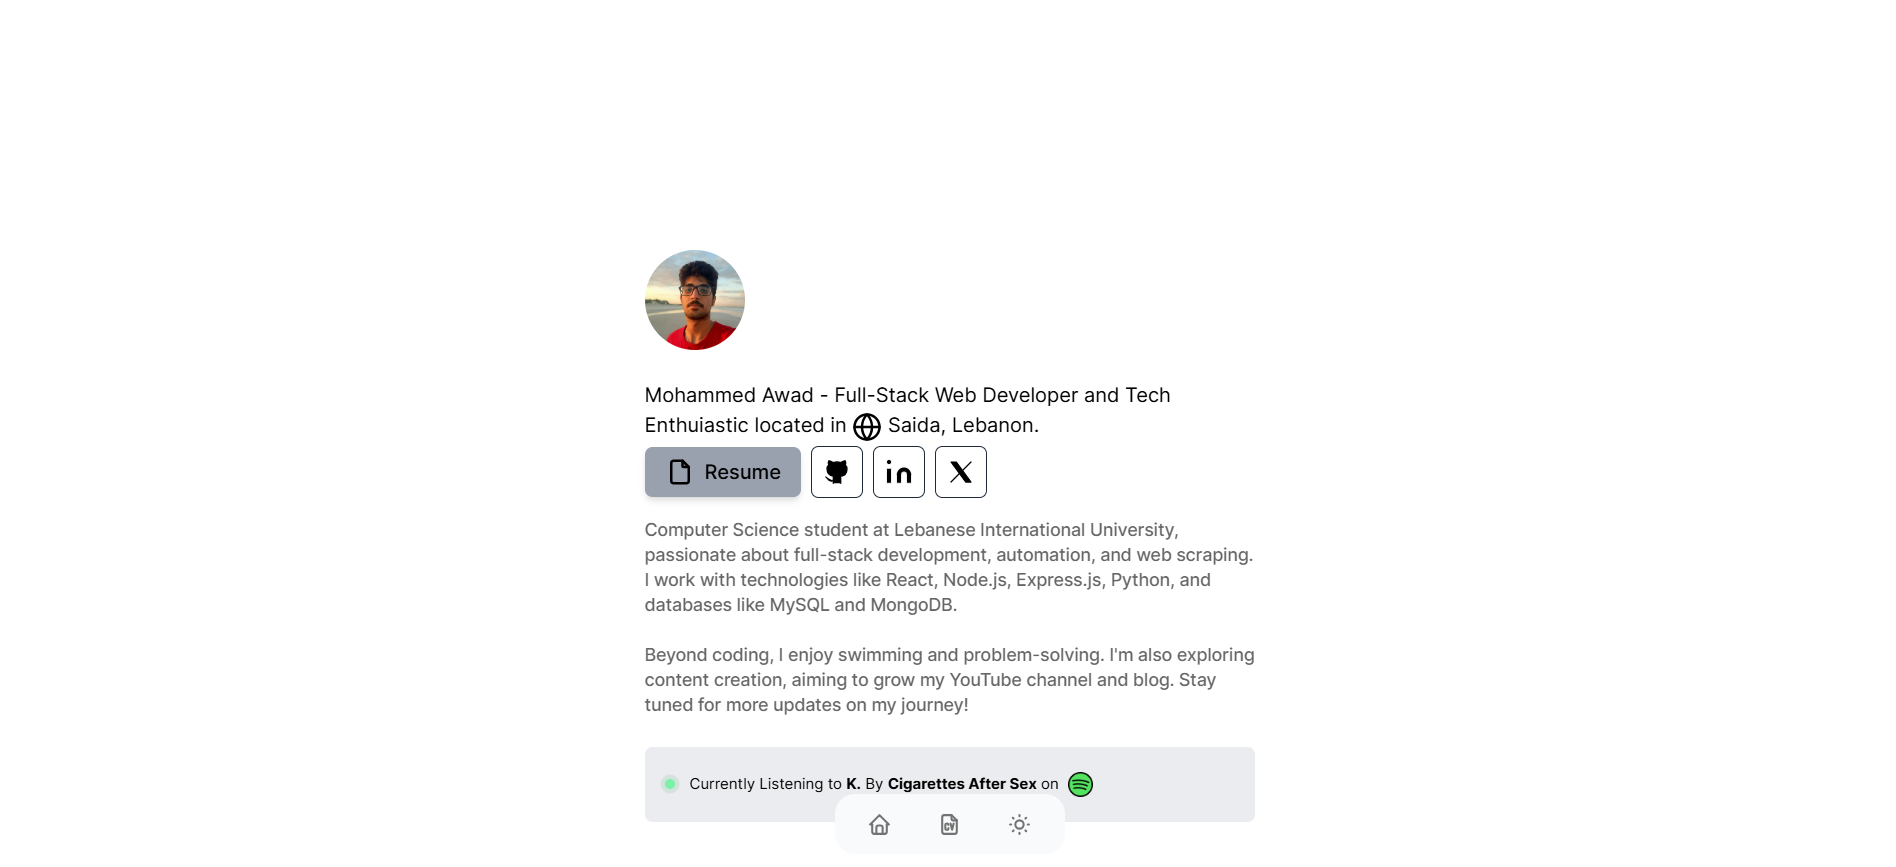 Mohammed Awad - Full-Stack Web Developer and Tech
Enthuiastic located in Saida, Lebanon.
Resume
in
X
Computer Science student at Lebanese International University,
passionate about full-stack development, automation, and web scraping.
I work with technologies like React, Node.js, Express.js, Python, and
databases like MySQL and MongoDB.
Beyond coding, I enjoy swimming and problem-solving. I'm also exploring
content creation, aiming to grow my YouTube channel and blog. Stay
tuned for more updates on my journey!
Currently Listening to K. By Cigarettes After Sex on
CV